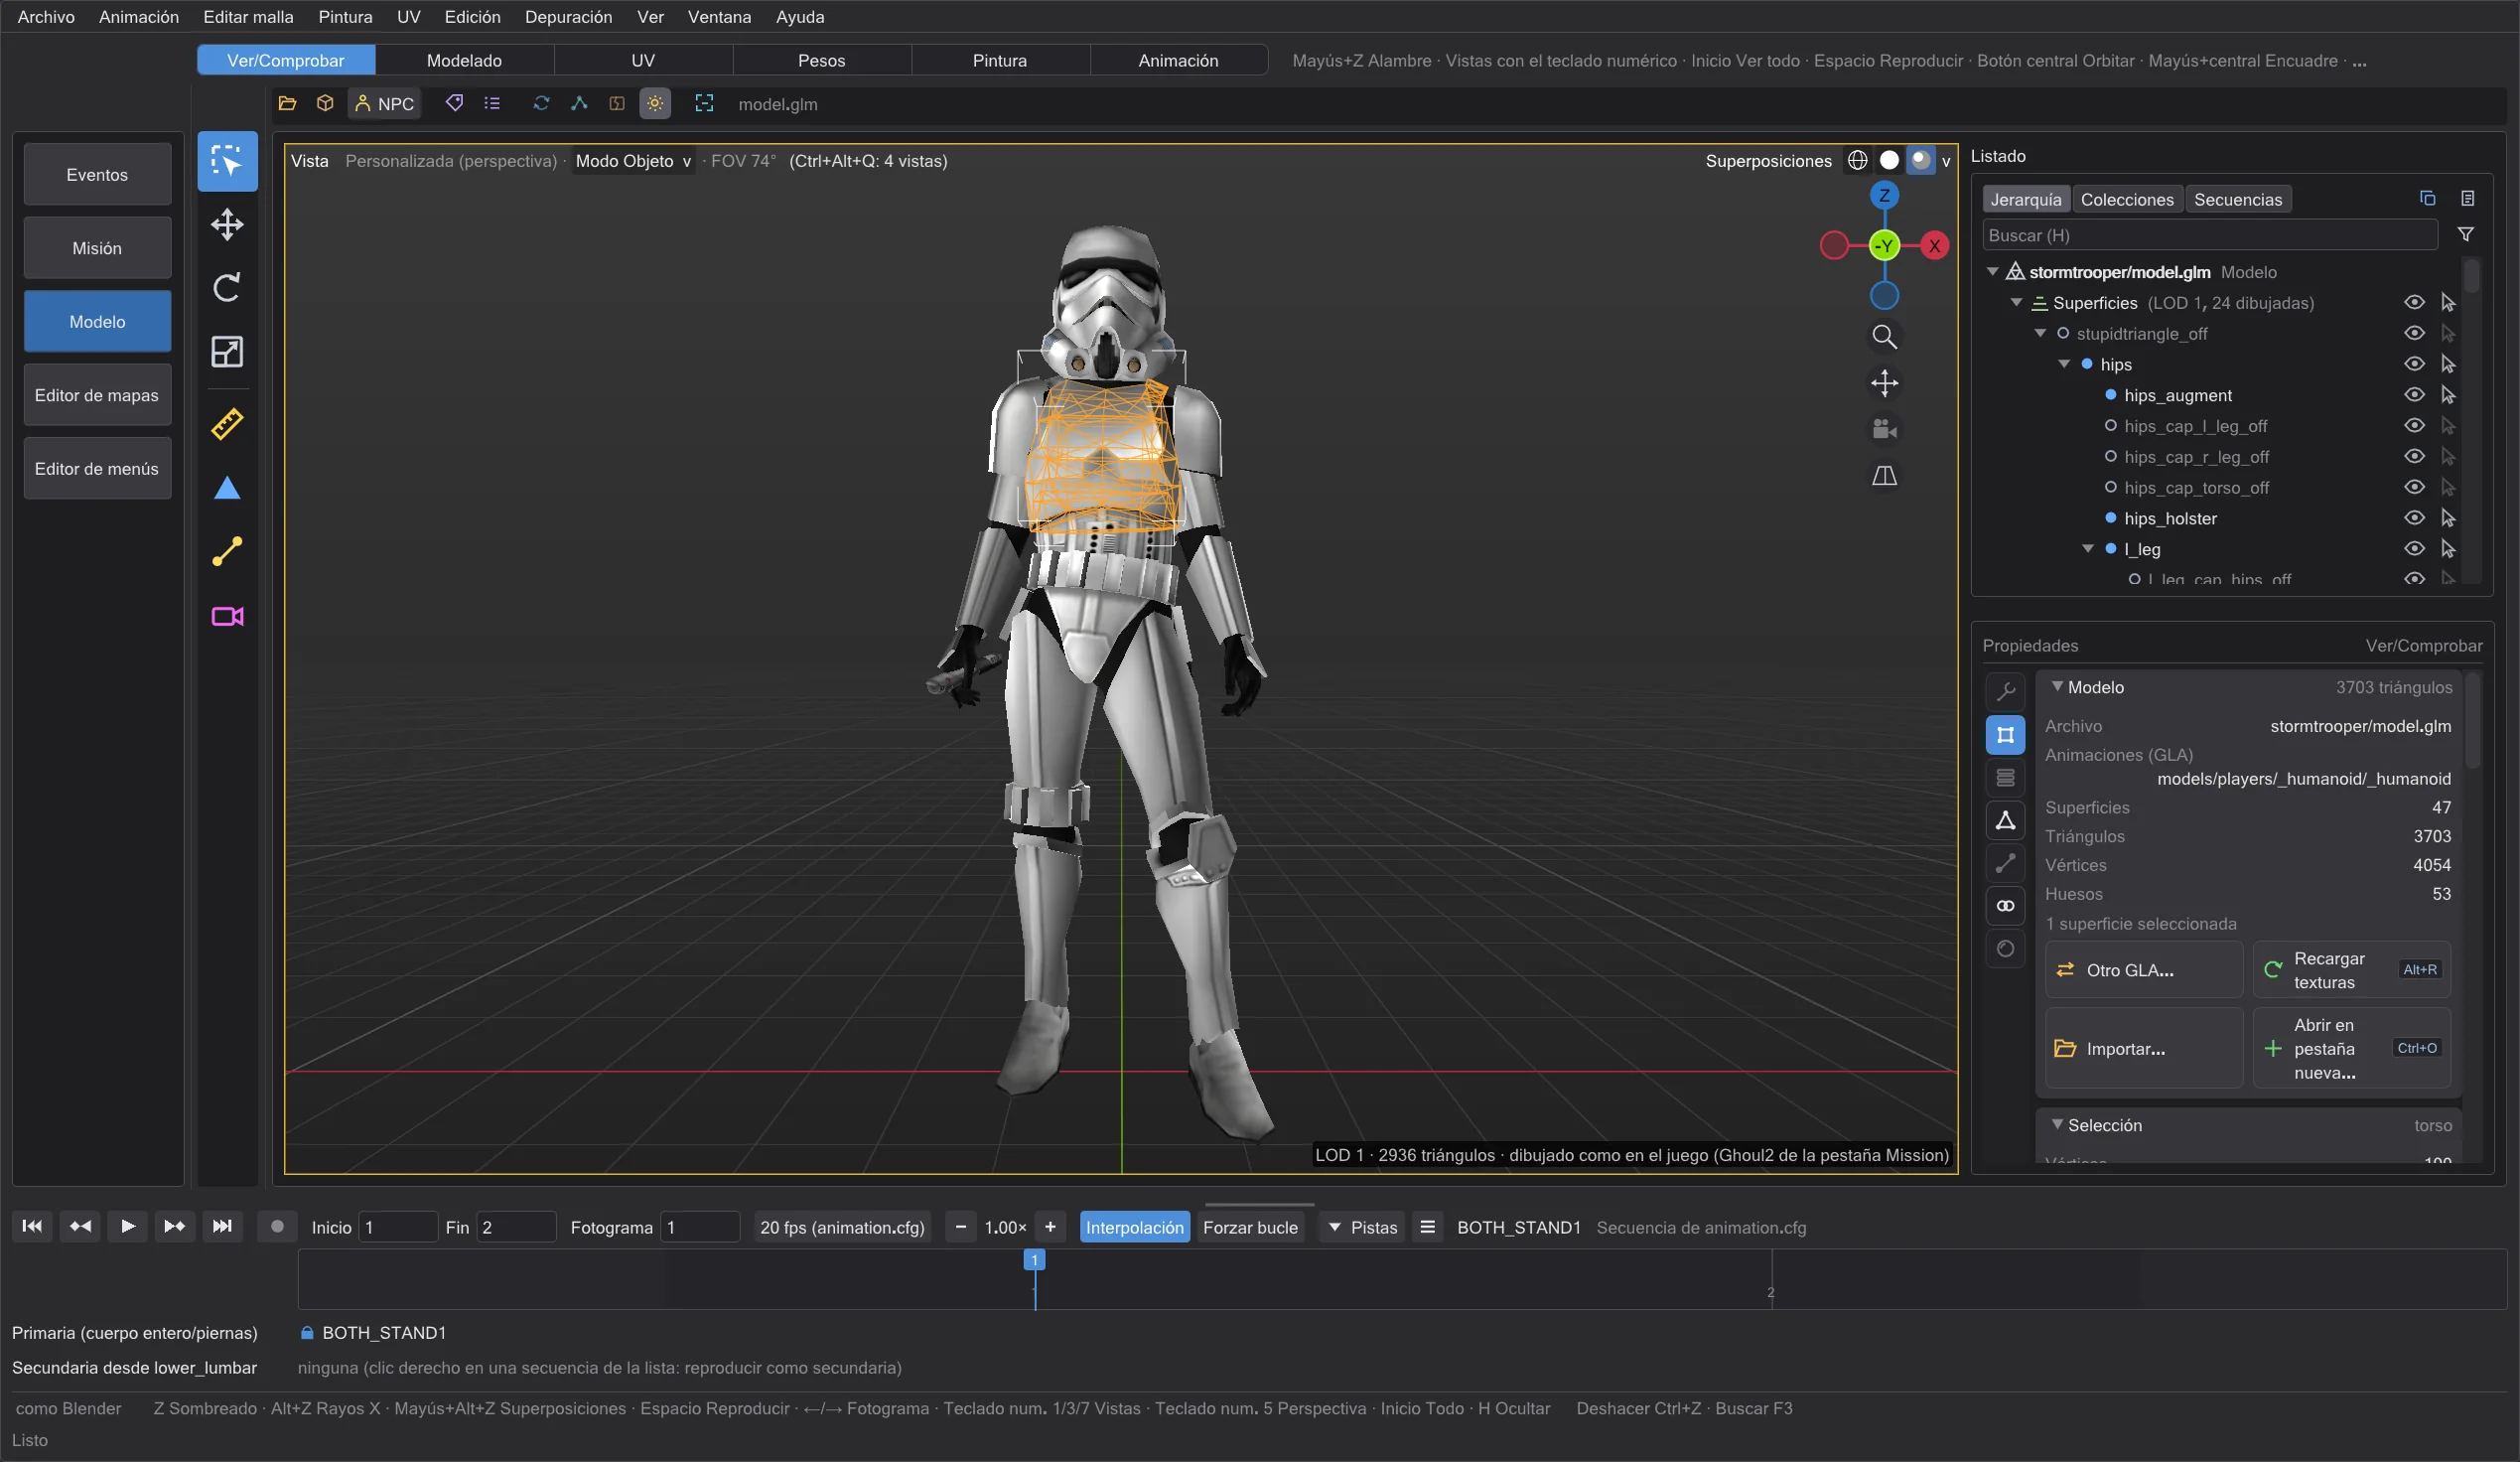 Archivo Animación Editar malla Pintura UV Edición Depuración Ver Ventana Ayuda
Ver/Comprobar Modelado UV Pesos Pintura Animación Mayús+Z Alambre · Vistas con el teclado numérico · Inicio Ver todo · Espacio Reproducir · Botón central Orbitar · Mayús+central Encuadre · ...
NPC model.glm
Eventos
Misión
Modelo
Editor de mapas
Editor de menús
Vista Personalizada (perspectiva) · Modo Objeto v · FOV 74° (Ctrl+Alt+Q: 4 vistas) Superposiciones v
Z
-Y X
LOD 1 · 2936 triángulos · dibujado como en el juego (Ghoul2 de la pestaña Mission)
Listado
Jerarquía Colecciones Secuencias
Buscar (H)
stormtrooper/model.glm Modelo
Superficies (LOD 1, 24 dibujadas)
stupidtriangle_off
hips
hips_augment
hips_cap_l_leg_off
hips_cap_r_leg_off
hips_cap_torso_off
hips_holster
l_leg
l_leg_cap_hips_off
Propiedades Ver/Comprobar
Modelo 3703 triángulos
Archivo stormtrooper/model.glm
Animaciones (GLA)
models/players/_humanoid/_humanoid
Superficies 47
Triángulos 3703
Vértices 4054
Huesos 53
1 superficie seleccionada
Otro GLA... Recargar texturas Alt+R
Importar... Abrir en pestaña nueva... Ctrl+O
Selección torso
Vértices
Inicio 1 Fin 2 Fotograma 1 20 fps (animation.cfg) − 1.00× + Interpolación Forzar bucle Pistas BOTH_STAND1 Secuencia de animation.cfg
1
2
Primaria (cuerpo entero/piernas) BOTH_STAND1
Secundaria desde lower_lumbar ninguna (clic derecho en una secuencia de la lista: reproducir como secundaria)
como Blender Z Sombreado · Alt+Z Rayos X · Mayús+Alt+Z Superposiciones · Espacio Reproducir · ←/→ Fotograma · Teclado num. 1/3/7 Vistas · Teclado num. 5 Perspectiva · Inicio Todo · H Ocultar Deshacer Ctrl+Z · Buscar F3
Listo